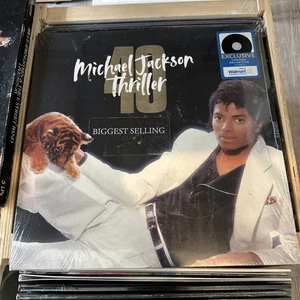 40
Michael Jackson
Thriller
BIGGEST SELLING
EXCLUSIVE
Walmart